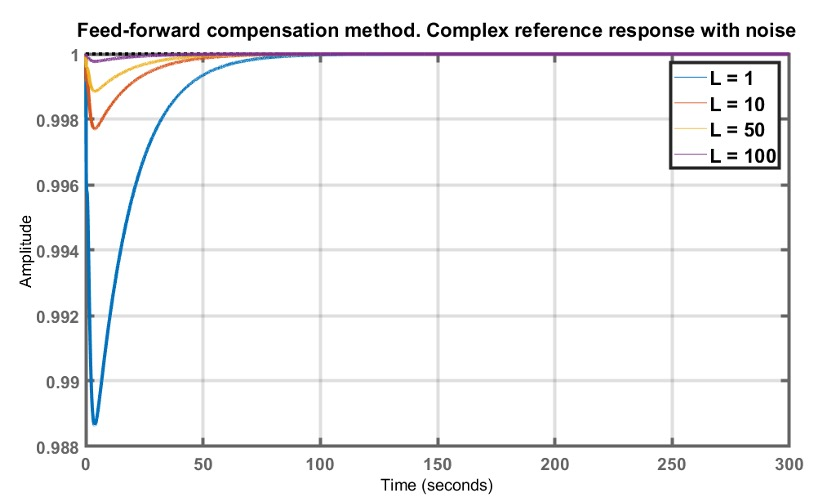 Feed-forward compensation method. Complex reference response with noise
1
0.998
0.996
0.994
0.992
0.99
0.988
Amplitude
L = 1
L = 10
L = 50
L = 100
0 50 100 150 200 250 300
Time (seconds)